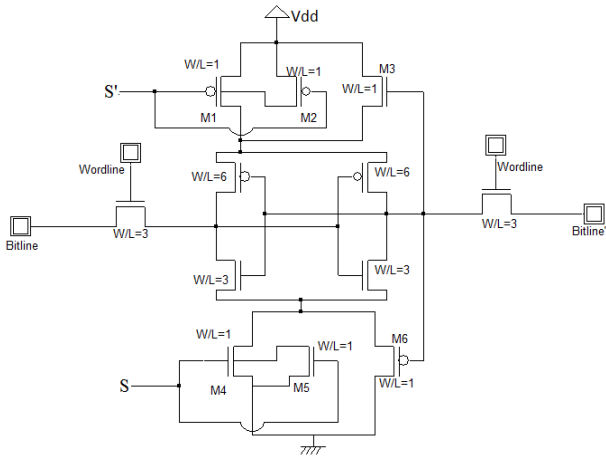 Vdd
W/L=1
W/L=1
M3
S'
W/L=1
M1
M2
Wordline
Wordline
W/L=6
W/L=6
Bitline
W/L=3
W/L=3
Bitline'
W/L=3
W/L=3
W/L=1
W/L=1
M6
S
M4
M5
W/L=1